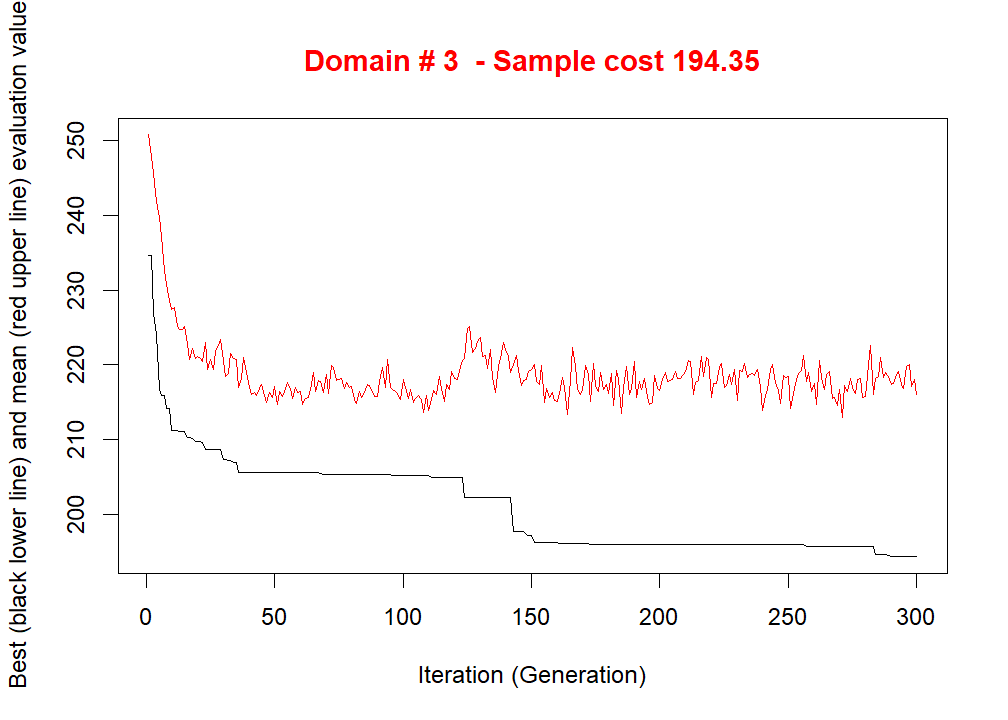 Domain # 3  - Sample cost 194.35
Best (black lower line) and mean (red upper line) evaluation value
250
240
230
220
210
200
0 50 100 150 200 250 300
Iteration (Generation)